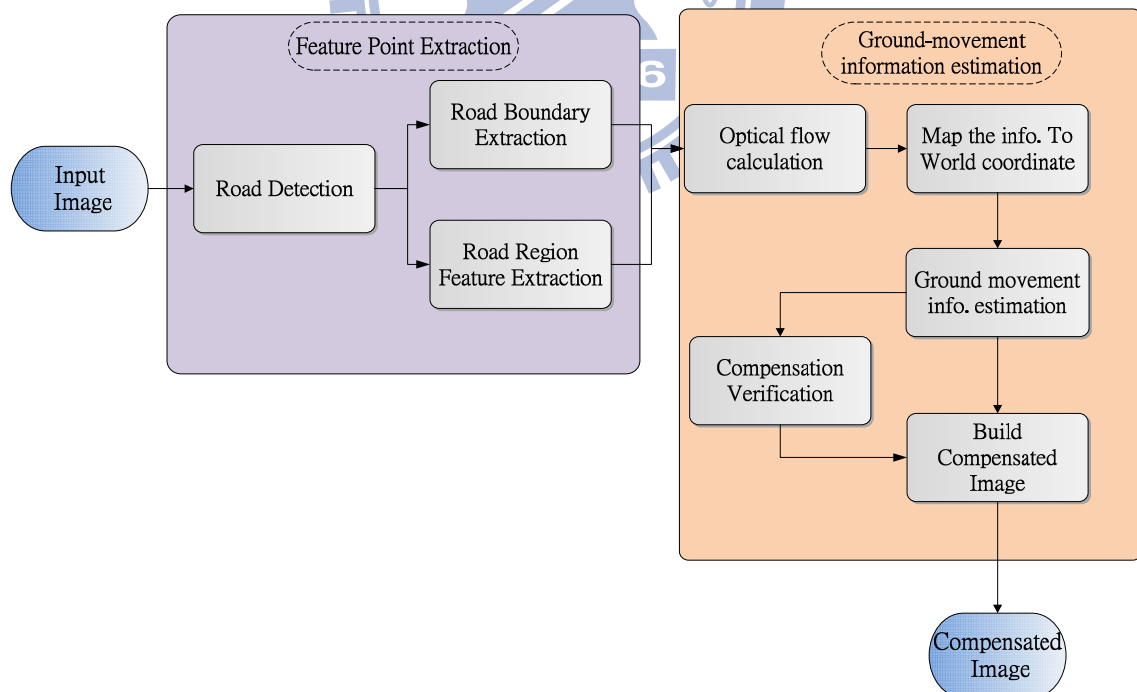 Feature Point Extraction
Ground-movement
information estimation
6
Input
Image
Road Detection
Road Boundary
Extraction
Road Region
Feature Extraction
Optical flow
calculation
Map the info. To
World coordinate
Ground movement
info. estimation
Compensation
Verification
Build
Compensated
Image
Compensated
Image